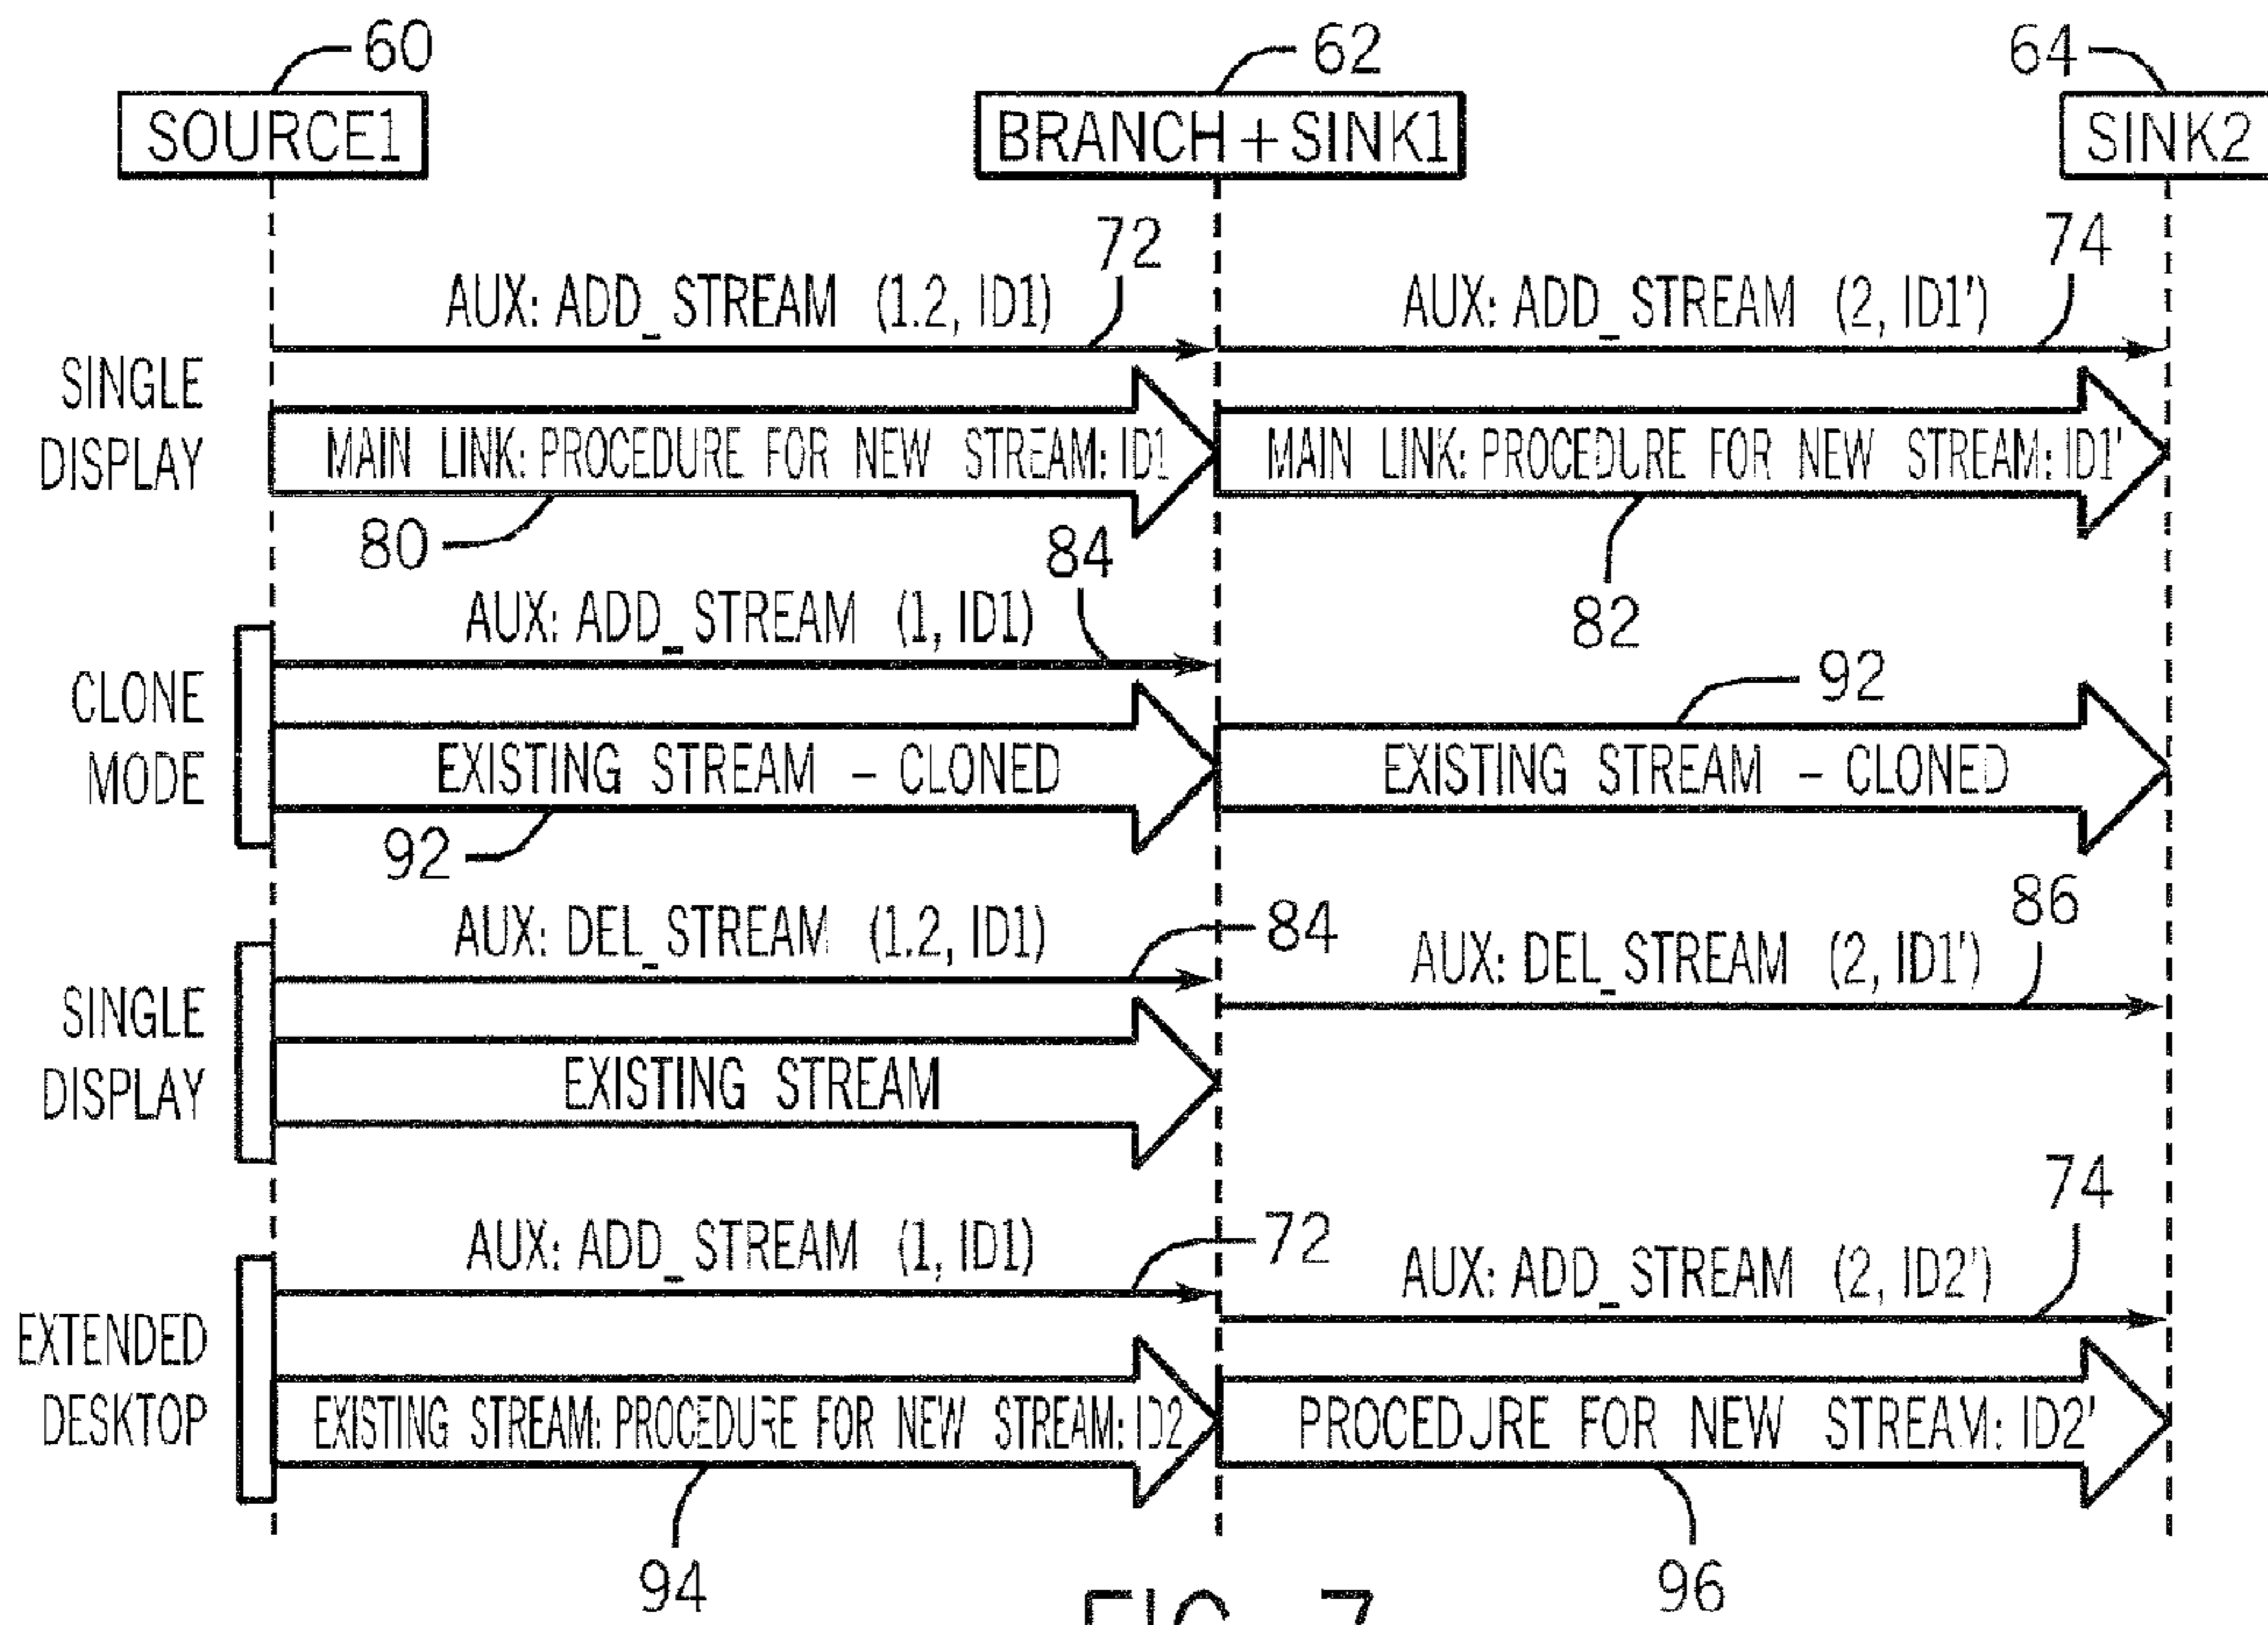 60
62
64
SOURCE1
BRANCH + SINK1
SINK2
72
74
AUX: ADD_STREAM (1.2, ID1)
AUX: ADD_STREAM (2, ID1')
SINGLE
DISPLAY
MAIN LINK: PROCEDURE FOR NEW STREAM: ID1
MAIN LINK: PROCEDURE FOR NEW STREAM: ID1'
80
82
84
AUX: ADD_STREAM (1, ID1)
CLONE
MODE
92
EXISTING STREAM - CLONED
EXISTING STREAM - CLONED
92
AUX: DEL_STREAM (1.2, ID1)
84
86
AUX: DEL_STREAM (2, ID1')
SINGLE
DISPLAY
EXISTING STREAM
74
AUX: ADD_STREAM (1, ID1)
72
AUX: ADD_STREAM (2, ID2')
EXTENDED
DESKTOP
EXISTING STREAM: PROCEDURE FOR NEW STREAM: ID2
PROCEDURE FOR NEW STREAM: ID2'
94
96